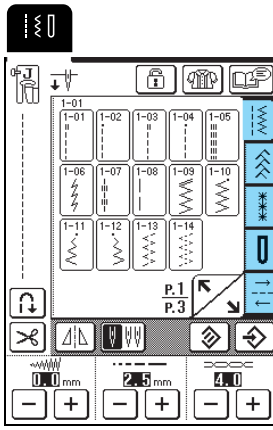 J
1-01
1-01 1-02 1-03 1-04 1-05
1-06 1-07 1-08 1-09 1-10
1-11 1-12 1-13 1-14
P.1
P.3
0.0 mm 2.5 mm 4.0
− + − + − +